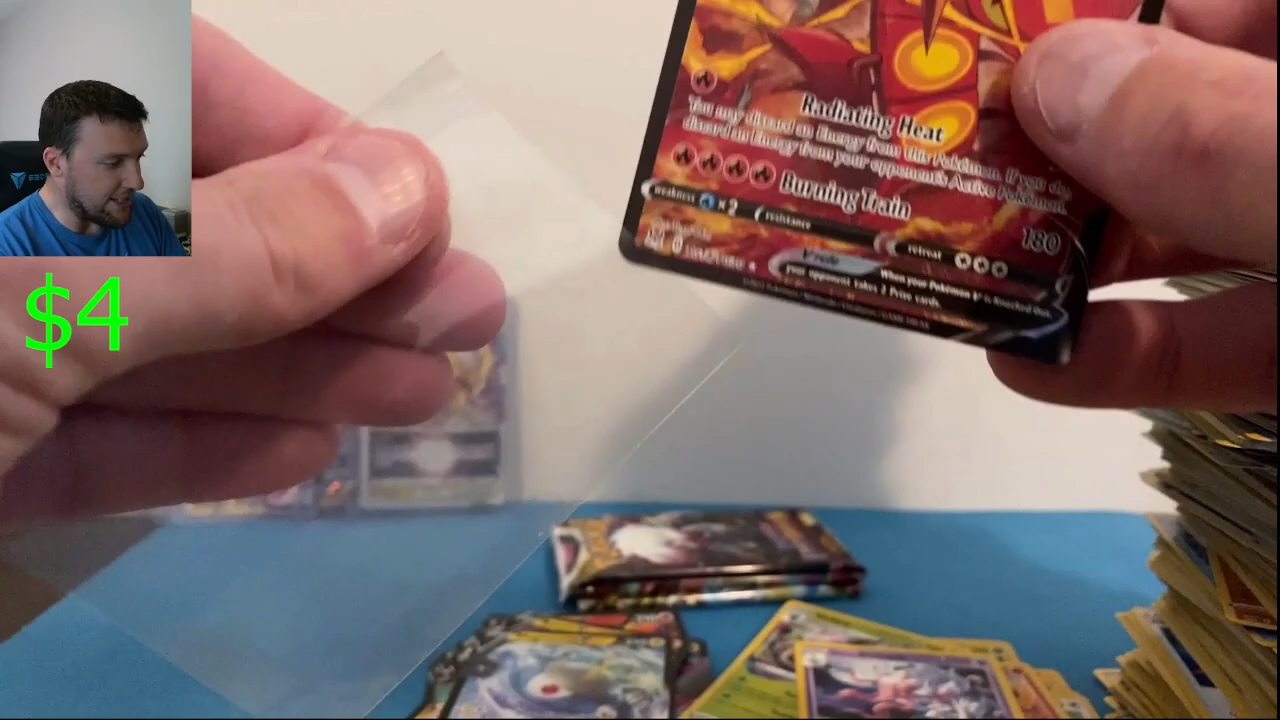 $4
Radiating Heat
You may discard an Energy from this Pokémon. If you do,
discard an Energy from your opponent's Active Pokémon.
Burning Train
180
weakness ×2 resistance
retreat
V rule
When your Pokémon V is Knocked Out,
your opponent takes 2 Prize cards.